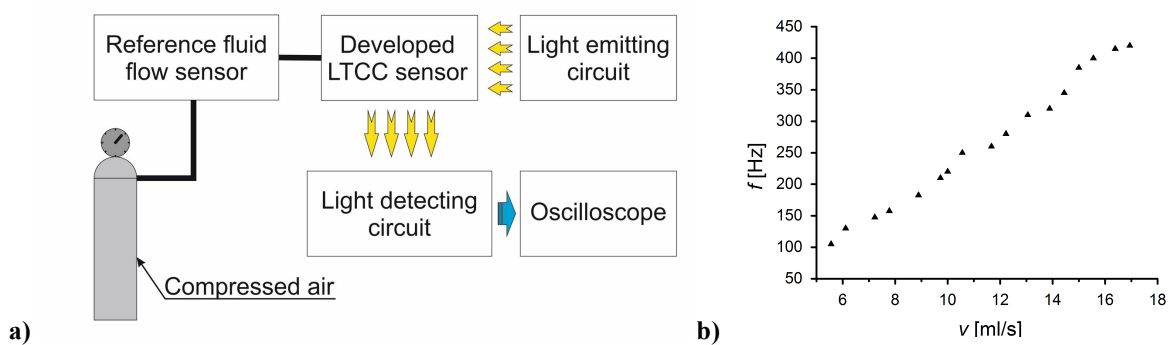 Reference fluid
flow sensor
Developed
LTCC sensor
Light emitting
circuit
Light detecting
circuit
Oscilloscope
Compressed air
a)
450
400
350
300
250
200
150
100
50
f [Hz]
6 8 10 12 14 16 18
v [ml/s]
b)